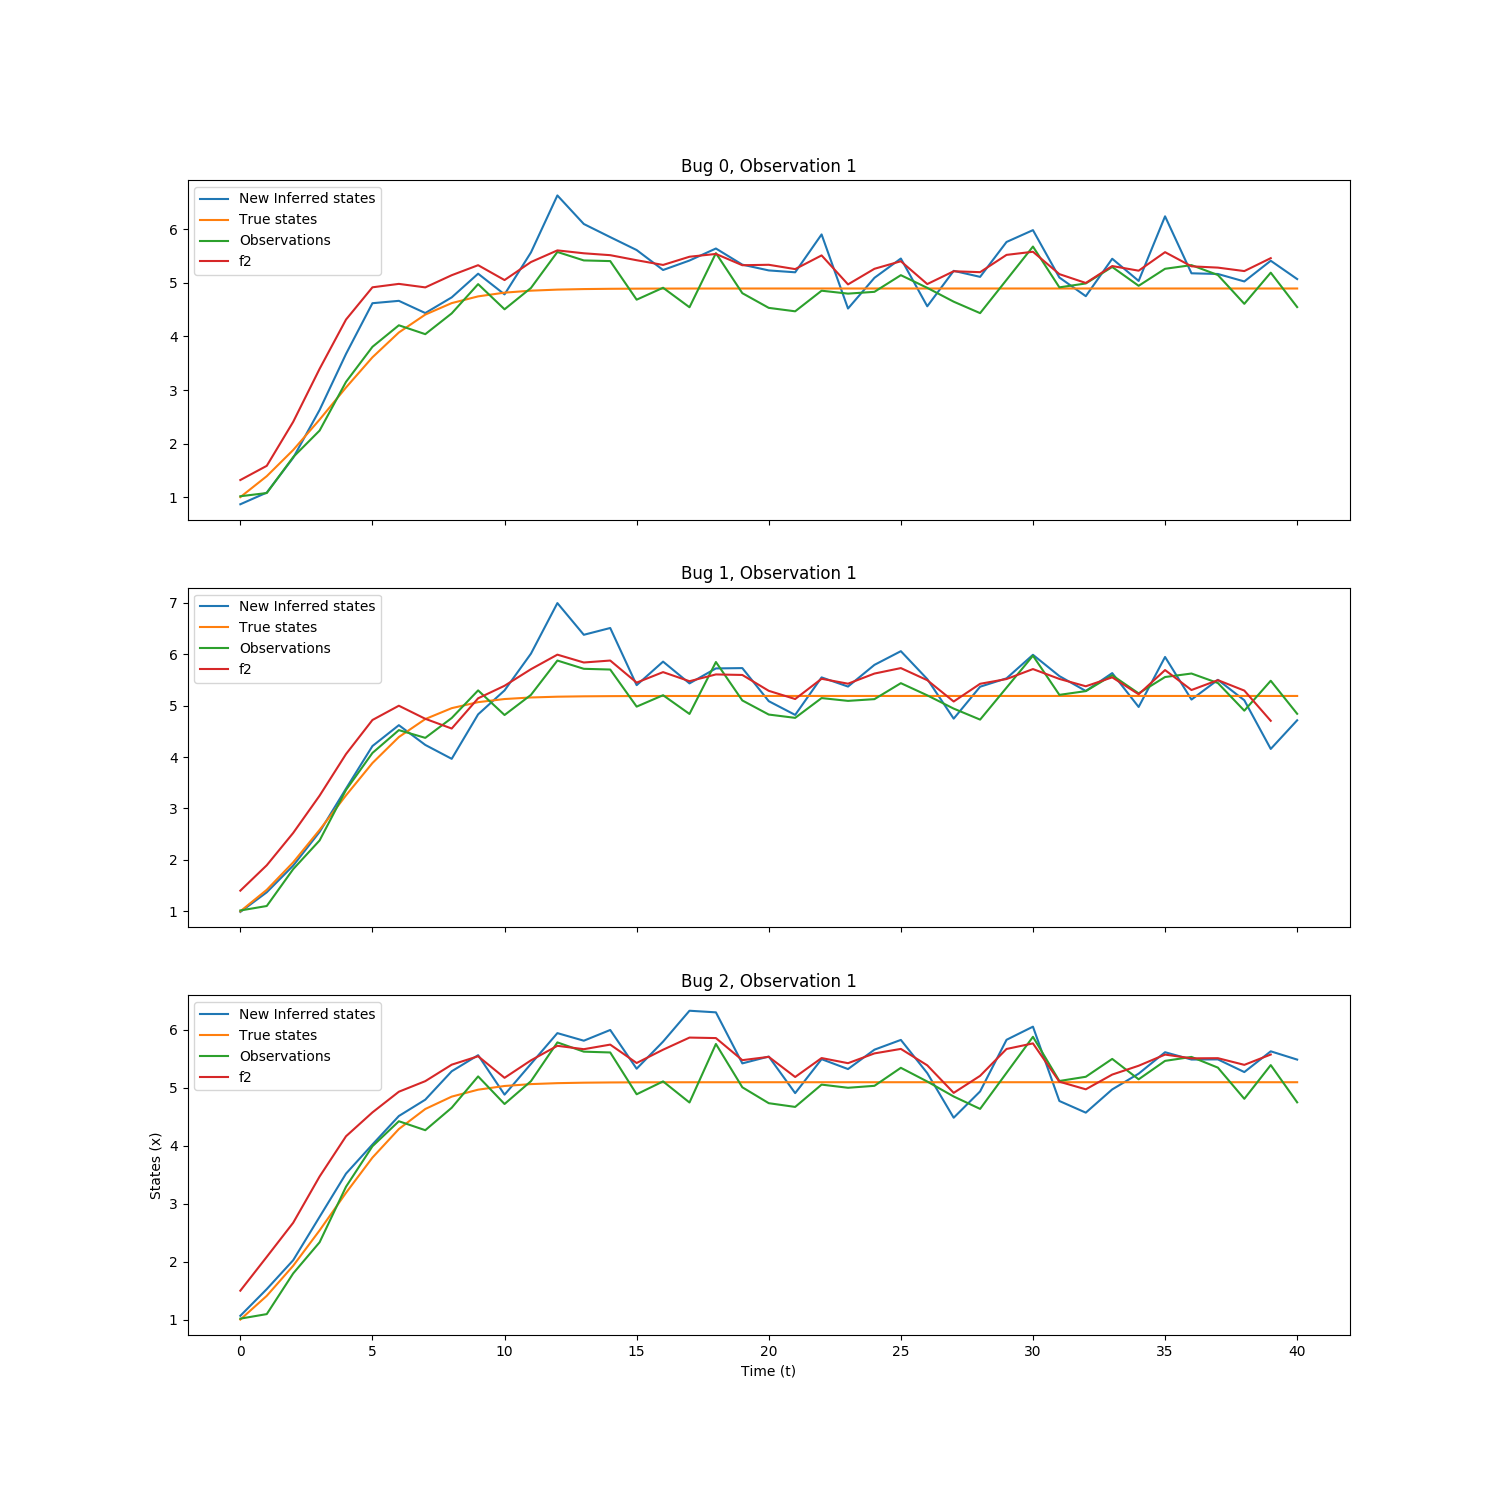 Bug 0, Observation 1
New Inferred states
True states
Observations
f2
6
5
4
3
2
1
Bug 1, Observation 1
New Inferred states
True states
Observations
f2
7
6
5
4
3
2
1
Bug 2, Observation 1
New Inferred states
True states
Observations
f2
6
5
4
3
2
1
States (x)
0 5 10 15 20 25 30 35 40
Time (t)